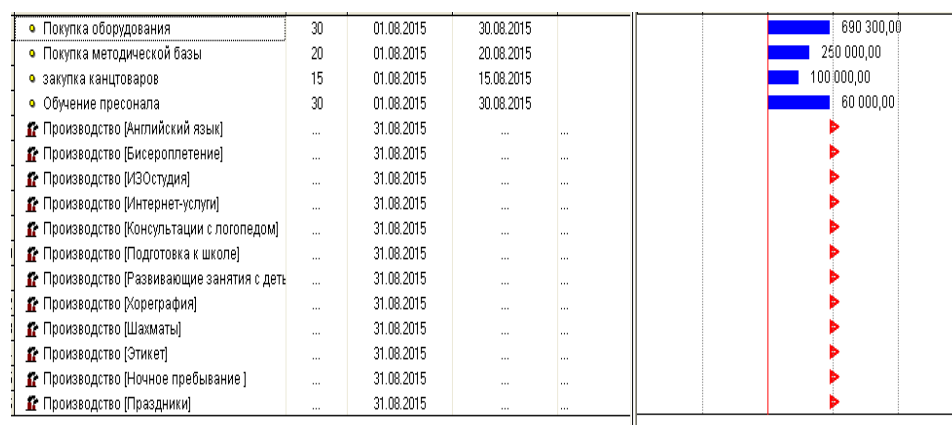 Покупка оборудования 30 01.08.2015 30.08.2015 690 300,00
Покупка методической базы 20 01.08.2015 20.08.2015 250 000,00
закупка канцтоваров 15 01.08.2015 15.08.2015 100 000,00
Обучение пресонала 30 01.08.2015 30.08.2015 60 000,00
Производство [Английский язык] ... 31.08.2015 ... ...
Производство [Бисероплетение] ... 31.08.2015 ... ...
Производство [ИЗОстудия] ... 31.08.2015 ... ...
Производство [Интернет-услуги] ... 31.08.2015 ... ...
Производство [Консультации с логопедом] ... 31.08.2015 ... ...
Производство [Подготовка к школе] ... 31.08.2015 ... ...
Производство [Развивающие занятия с деть ... 31.08.2015 ... ...
Производство [Хореграфия] ... 31.08.2015 ... ...
Производство [Шахматы] ... 31.08.2015 ... ...
Производство [Этикет] ... 31.08.2015 ... ...
Производство [Ночное пребывание ] ... 31.08.2015 ... ...
Производство [Праздники] ... 31.08.2015 ... ...